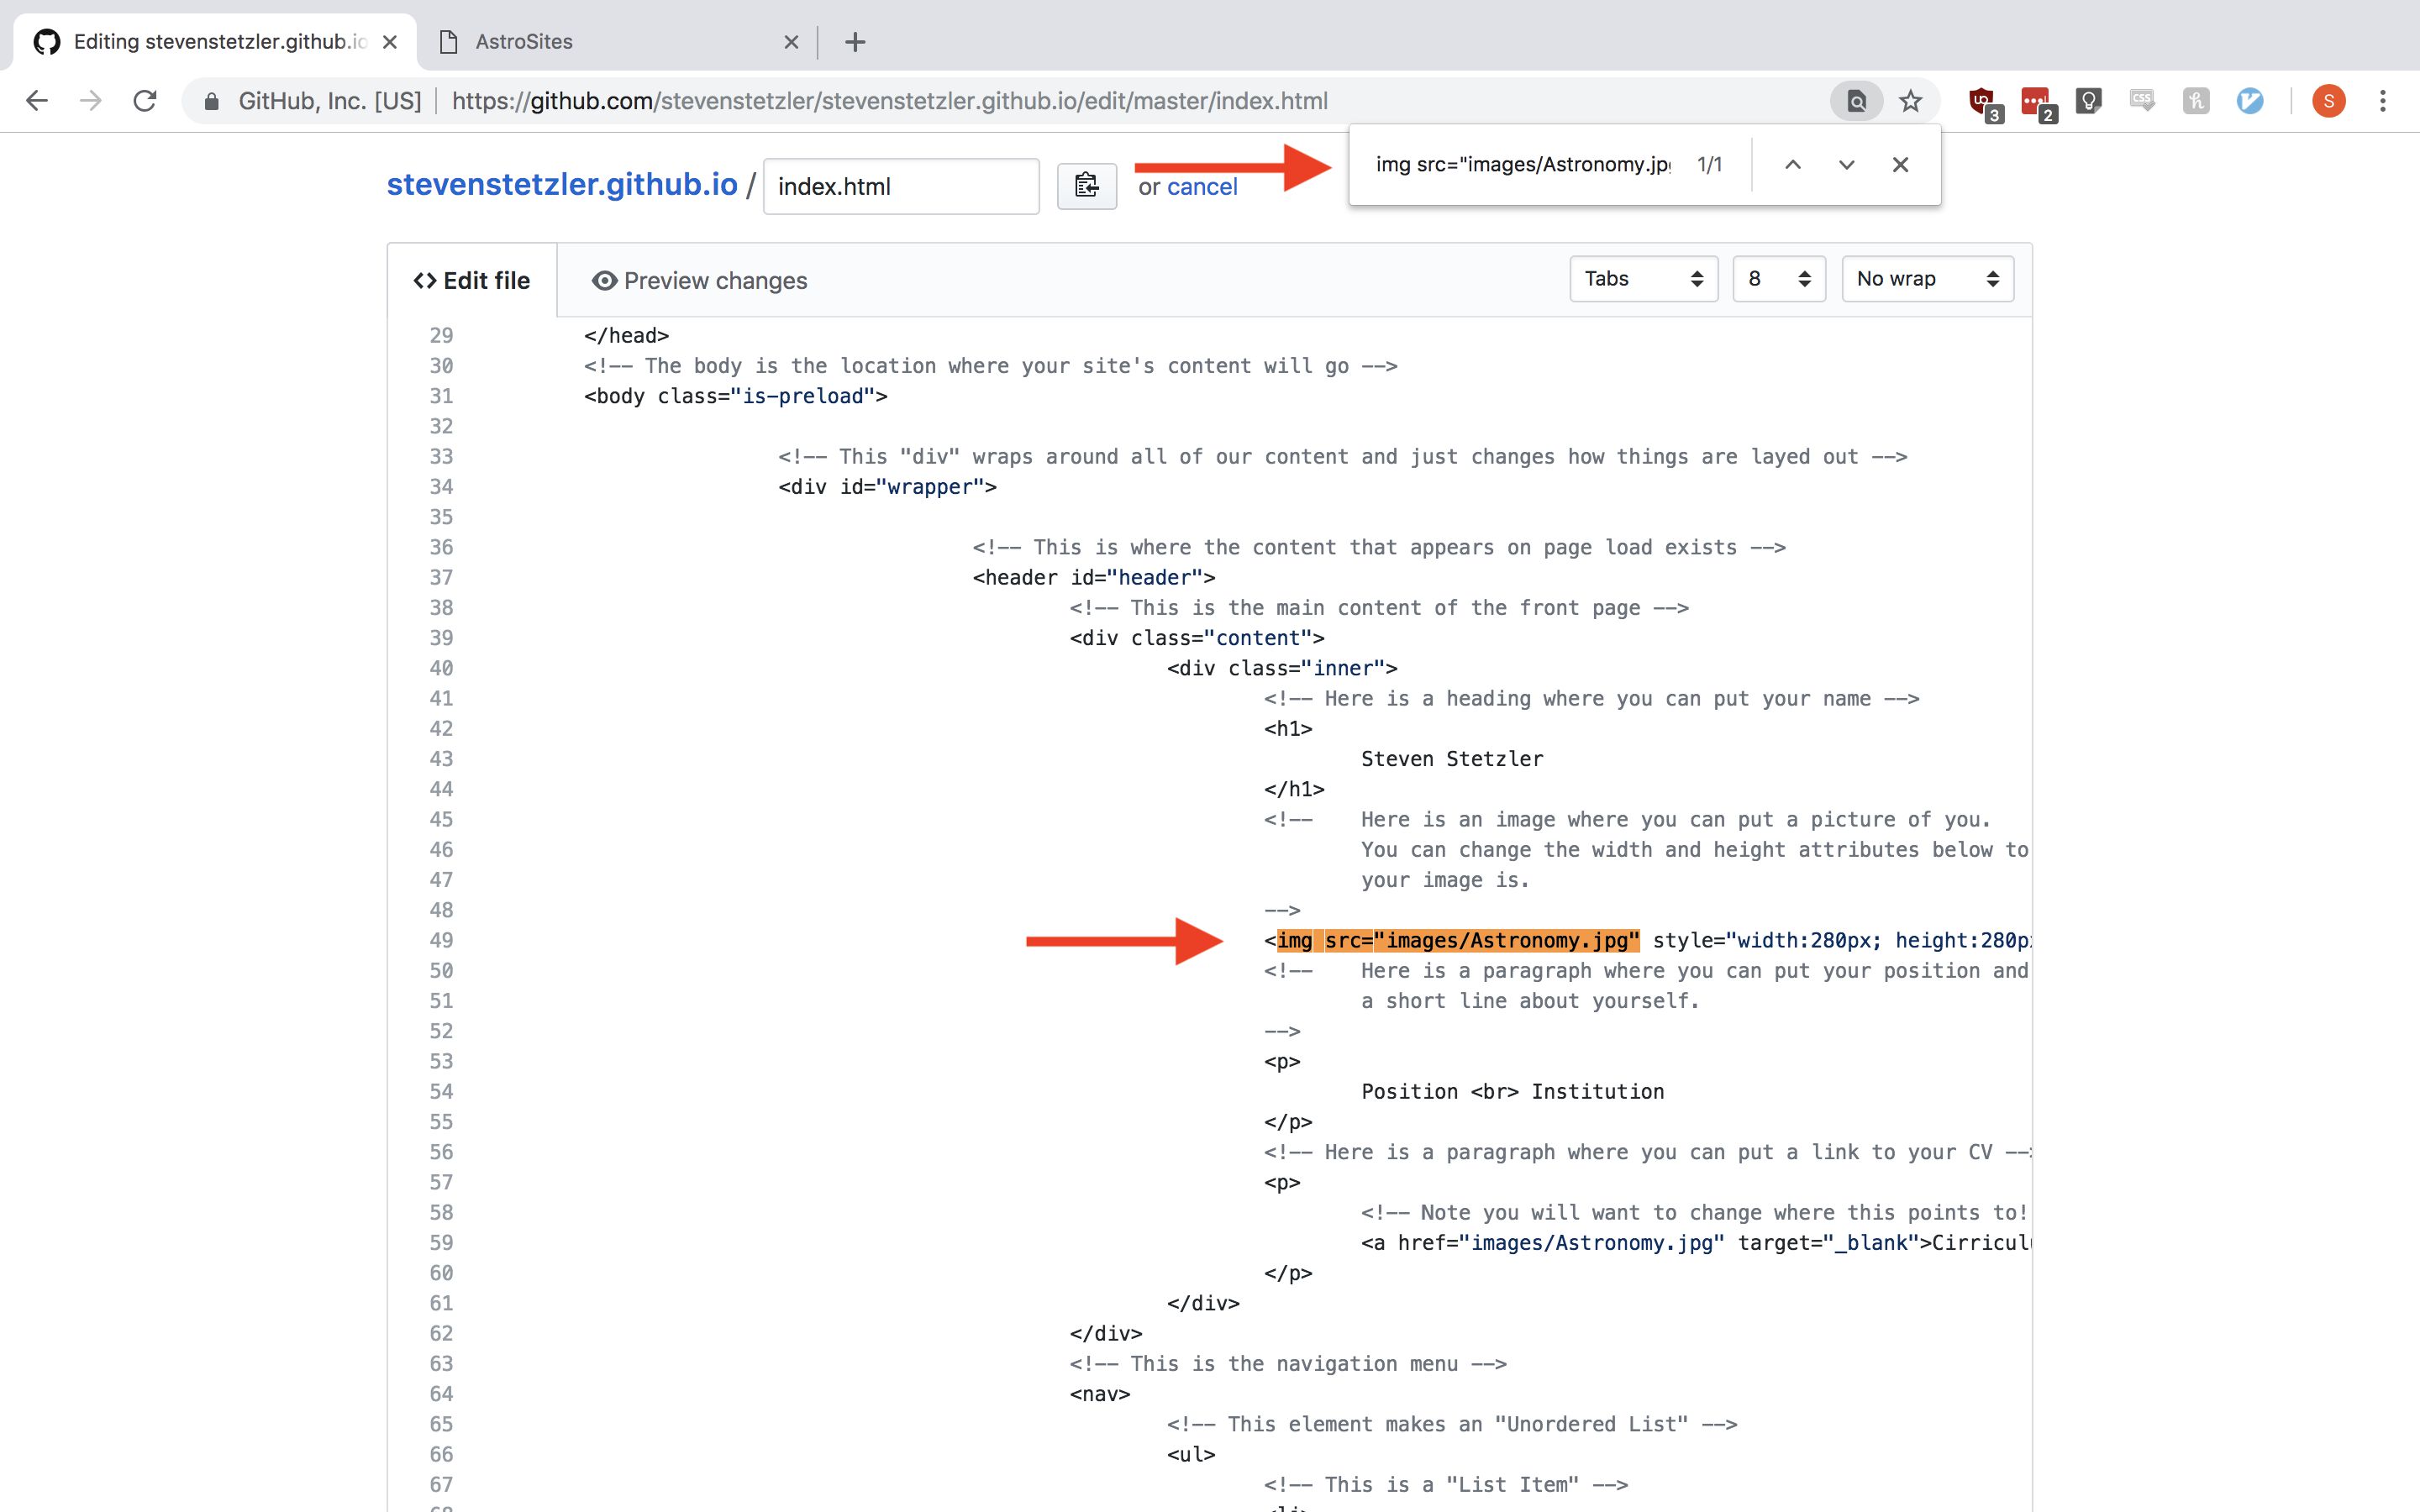 Editing stevenstetzler.github.io
AstroSites
GitHub, Inc. [US]
https://github.com/stevenstetzler/stevenstetzler.github.io/edit/master/index.html
3
2
CSS
S
img src="images/Astronomy.jpg
1/1
stevenstetzler.github.io / index.html or cancel
<> Edit file
Preview changes
Tabs
8
No wrap
29 </head>
30 <!-- The body is the location where your site's content will go -->
31 <body class="is-preload">
32
33 <!-- This "div" wraps around all of our content and just changes how things are layed out -->
34 <div id="wrapper">
35
36 <!-- This is where the content that appears on page load exists -->
37 <header id="header">
38 <!-- This is the main content of the front page -->
39 <div class="content">
40 <div class="inner">
41 <!-- Here is a heading where you can put your name -->
42 <h1>
43 Steven Stetzler
44 </h1>
45 <!-- Here is an image where you can put a picture of you.
46 You can change the width and height attributes below to
47 your image is.
48 -->
49 <img src="images/Astronomy.jpg" style="width:280px; height:280p
50 <!-- Here is a paragraph where you can put your position and
51 a short line about yourself.
52 -->
53 <p>
54 Position <br> Institution
55 </p>
56 <!-- Here is a paragraph where you can put a link to your CV --
57 <p>
58 <!-- Note you will want to change where this points to!
59 <a href="images/Astronomy.jpg" target="_blank">Cirricul
60 </p>
61 </div>
62 </div>
63 <!-- This is the navigation menu -->
64 <nav>
65 <!-- This element makes an "Unordered List" -->
66 <ul>
67 <!-- This is a "List Item" -->